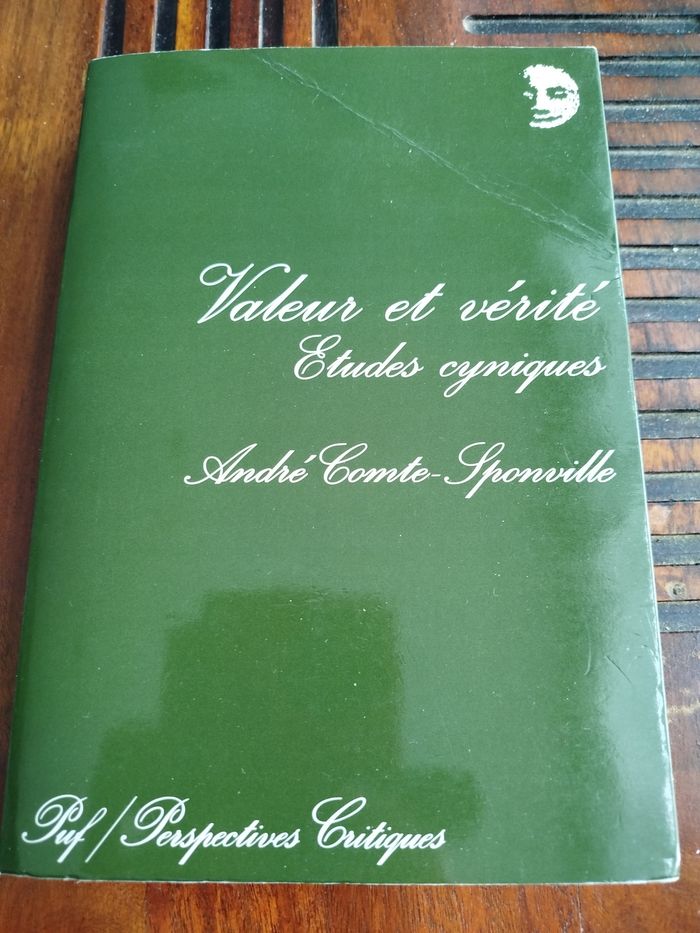 Valeur et vérité
Etudes cyniques
André Comte-Sponville
Puf/Perspectives Critiques